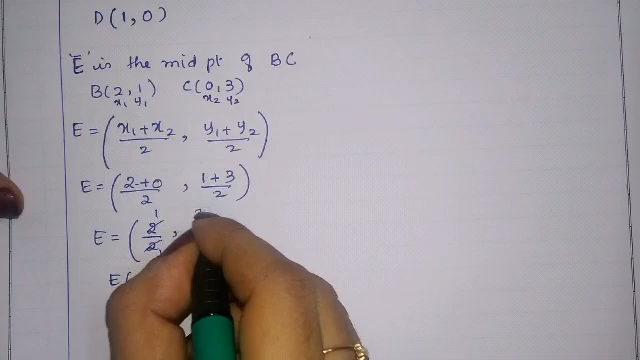 D(1,0)
'E' is the mid pt of BC
B(2,1) C(0,3)
x₁ y₁ x₂ y₂
E = (x₁+x₂/2 , y₁+y₂/2)
E = (2+0/2 , 1+3/2)
E = (2/2 ,
E(